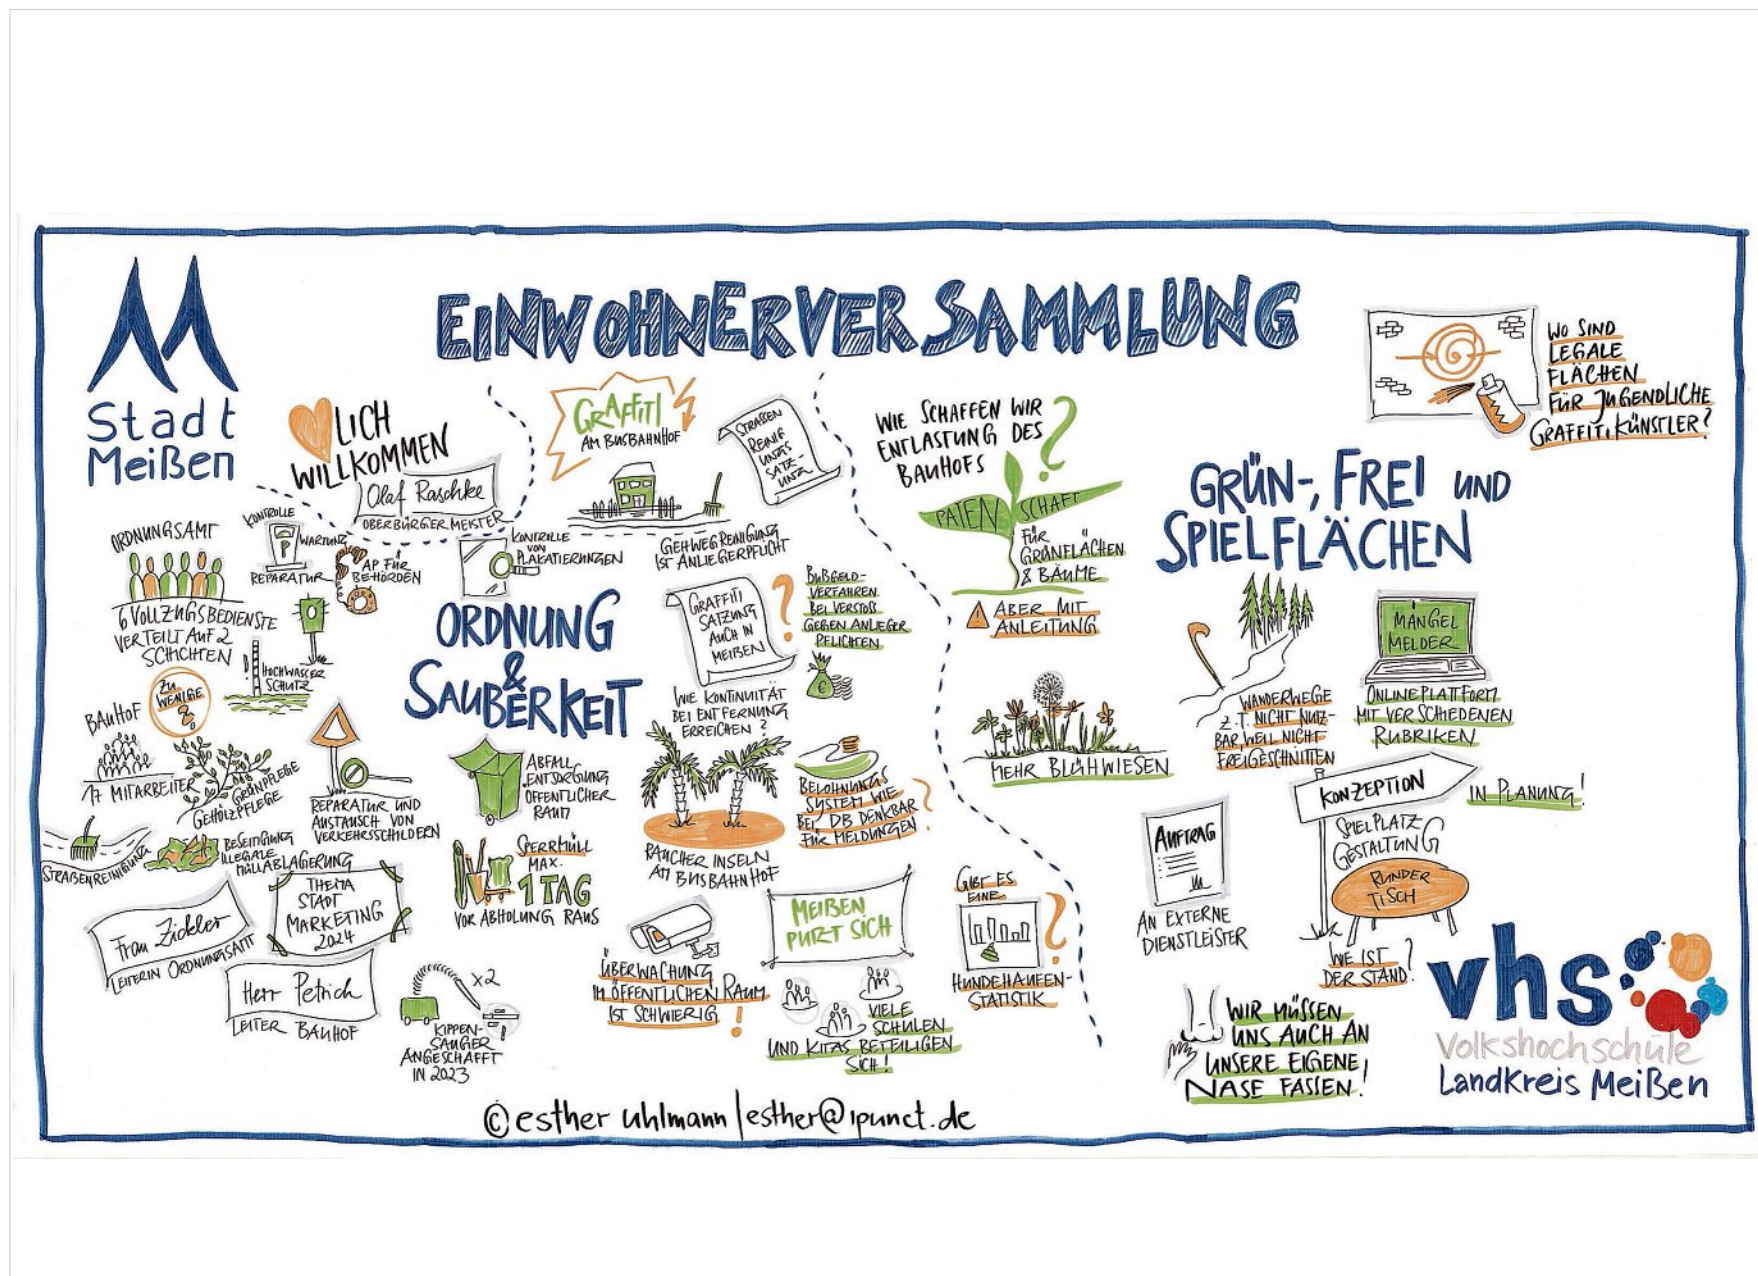 Stadt
Meißen
EINWOHNERVERSAMMLUNG
LICH
WILLKOMMEN
Olaf Raschke
OBERBÜRGERMEISTER
ORDNUNGSAMT
6 VOLLZUGSBEDIENSTE
VERTEILT AUF 2
SCHICHTEN
KONTROLLE
P
WARTUNG
REPARATUR
AP FÜR
BEHÖRDEN
HOCHWASSER
SCHUTZ
BAUHOF
ZU
WENIGE
17 MITARBEITER
GRÜNPFLEGE
GEHÖLZPFLEGE
REPARATUR UND
AUSTAUSCH VON
VERKEHRSSCHILDERN
STRAßENREINIGUNG
BESEITIGUNG
ILLEGALE
MÜLLABLAGERUNG
Frau Zickler
LEITERIN ORDNUNGSAMT
THEMA
STADT
MARKETING
2024
Herr Petrich
LEITER BAUHOF
X2
KIPPEN-
SAUGER
ANGESCHAFFT
IN 2023
ORDNUNG
&
SAUBERKEIT
KONTROLLE
VON
PLAKATIERUNGEN
GRAFFITI
AM BUSBAHNHOF
STRASSEN
REINIG
UNGS
SATZ-
UNG
GEHWEGREINIGUNG
IST ANLIEGERPFLICHT
GRAFFITI
SATZUNG
AUCH IN
MEIßEN
?
WIE KONTINUITÄT
BEI ENTFERNUNG
ERREICHEN?
BUßGELD-
VERFAHREN
BEI VERSTOß
GEGEN ANLIEGER
PFLICHTEN
€
ABFALL
ENTSORGUNG
ÖFFENTLICHER
RAUM
SPERRMÜLL
MAX.
1 TAG
VOR ABHOLUNG RAUS
RAUCHER INSELN
AM BUSBAHNHOF
BELOHNUNGS
SYSTEM WIE
BEI DB DENKBAR
FÜR MELDUNGEN?
ÜBERWACHUNG
IM ÖFFENTLICHEN RAUM
IST SCHWIERIG!
MEIßEN
PUTZT SICH
VIELE
SCHULEN
UND KITAS BETEILIGEN
SICH!
GIBT ES
EINE
?
HUNDEHAUFEN-
STATISTIK
WIE SCHAFFEN WIR
ENTLASTUNG DES
BAUHOFS
?
PATENSCHAFT
FÜR
GRÜNFLÄCHEN
& BÄUME
ABER MIT
ANLEITUNG
MEHR BLÜHWIESEN
WO SIND
LEGALE
FLÄCHEN
FÜR JUGENDLICHE
GRAFFITIKÜNSTLER?
GRÜN-, FREI UND
SPIELFLÄCHEN
WANDERWEGE
Z.T. NICHT NUTZ-
BAR, WEIL NICHT
FREIGESCHNITTEN
MÄNGEL
MELDER
ONLINEPLATTFORM
MIT VERSCHIEDENEN
RUBRIKEN
KONZEPTION
IN PLANUNG!
SPIELPLATZ
GESTALTUNG
RUNDER
TISCH
WIE IST
DER STAND?
AUFTRAG
AN EXTERNE
DIENSTLEISTER
WIR MÜSSEN
UNS AUCH AN
UNSERE EIGENE
NASE FASSEN!
vhs
Volkshochschule
Landkreis Meißen
© esther uhlmann | esther@ipunct.de